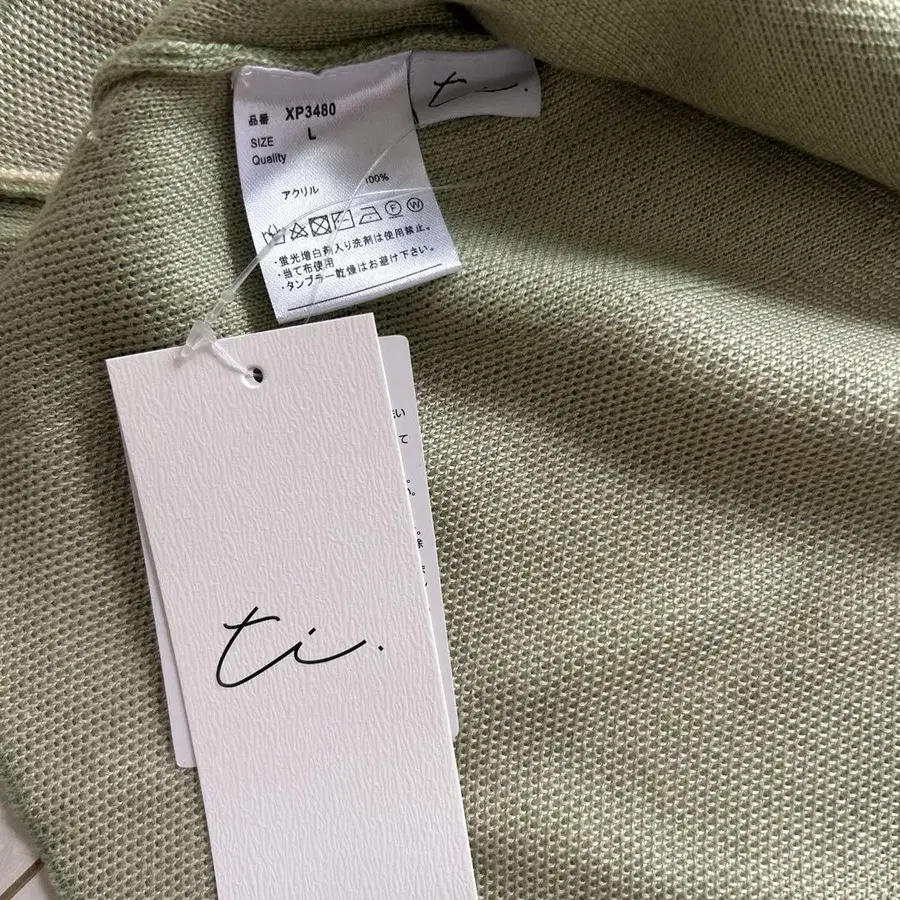 品番 XP3480
SIZE L
Quality
アクリル 100%
F W
・蛍光増白剤入り洗剤は使用禁止。
・当て布使用
・タンブラー乾燥はお避け下さい。
ti.
ti.